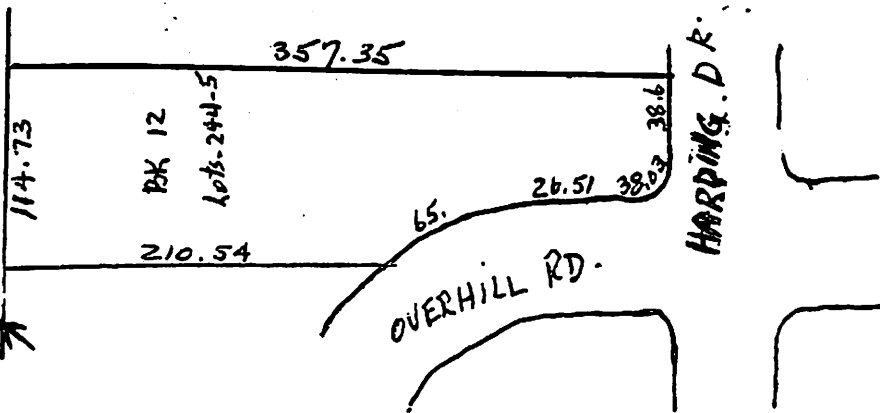 357.35
HARDING. DR.
38.6
114.73
BK 12
Lots-244-5
38.03
26.51
65.
210.54
OVERHILL RD.